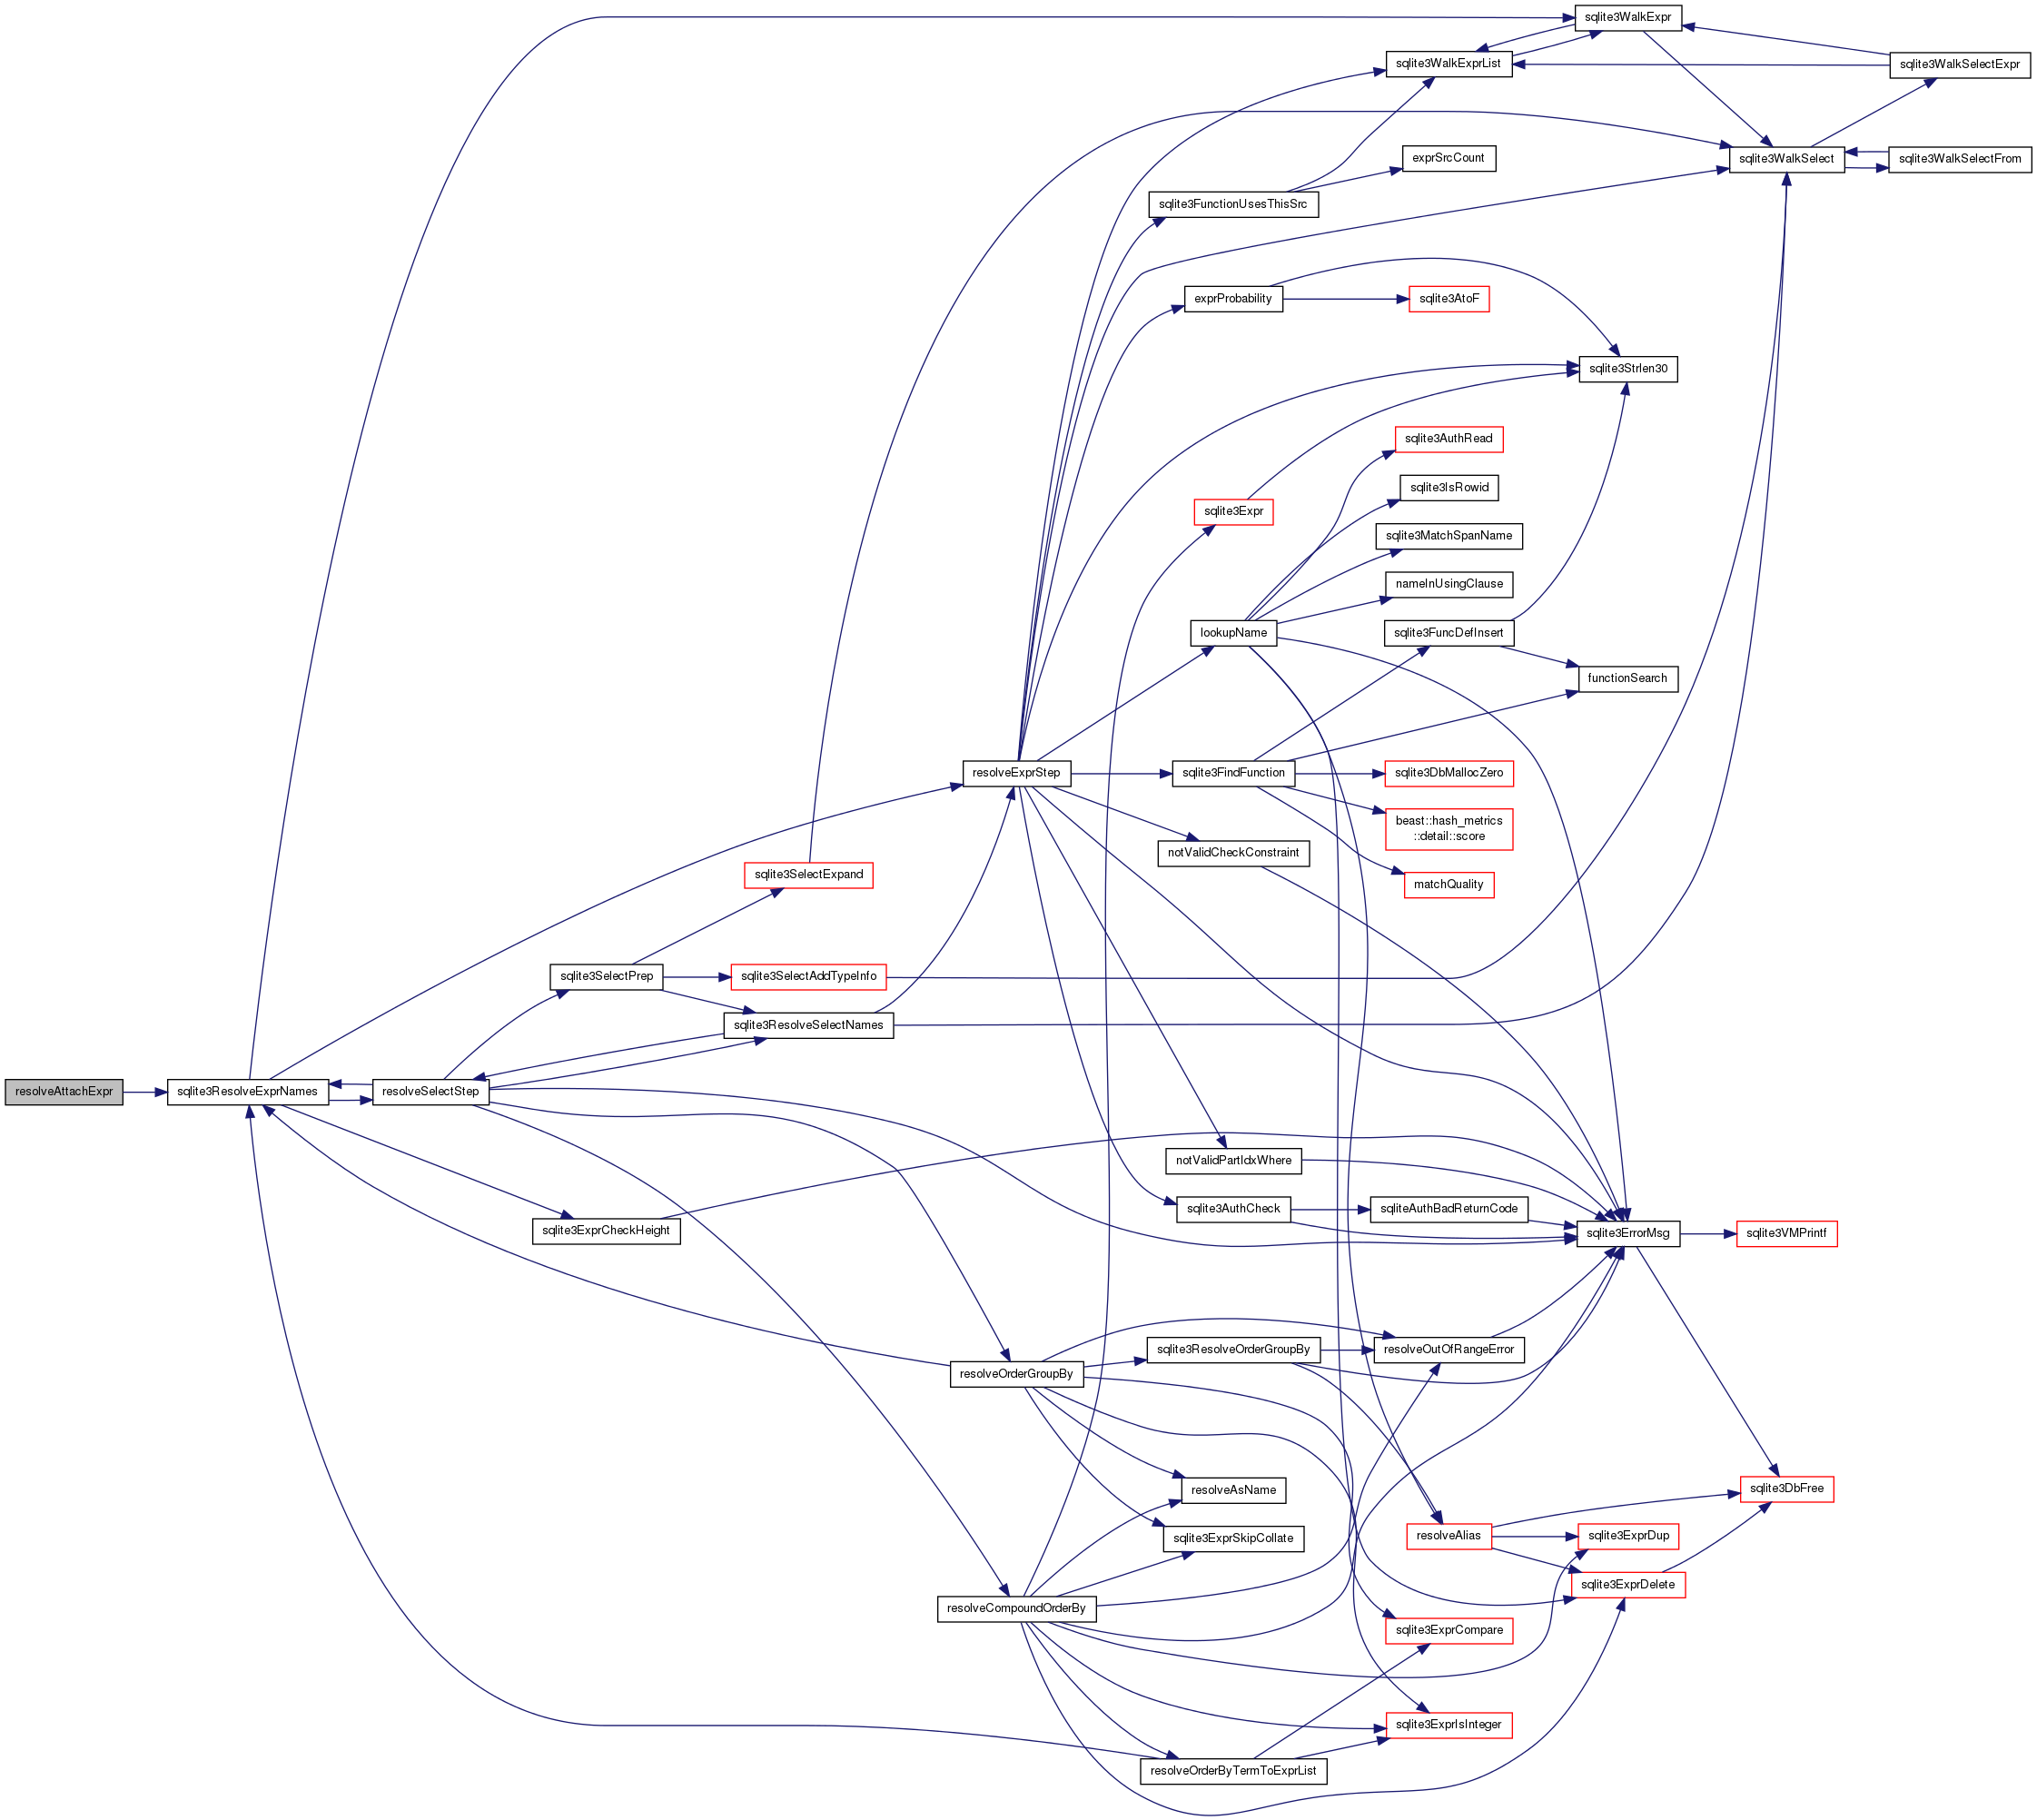 sqlite3WalkExpr
sqlite3WalkExprList
sqlite3WalkSelectExpr
exprSrcCount
sqlite3WalkSelect
sqlite3WalkSelectFrom
sqlite3FunctionUsesThisSrc
exprProbability
sqlite3AtoF
sqlite3Strlen30
sqlite3AuthRead
sqlite3IsRowid
sqlite3Expr
sqlite3MatchSpanName
nameInUsingClause
lookupName
sqlite3FuncDefInsert
functionSearch
resolveExprStep
sqlite3FindFunction
sqlite3DbMallocZero
beast::hash_metrics
::detail::score
notValidCheckConstraint
sqlite3SelectExpand
matchQuality
sqlite3SelectPrep
sqlite3SelectAddTypeInfo
sqlite3ResolveSelectNames
resolveAttachExpr
sqlite3ResolveExprNames
resolveSelectStep
notValidPartIdxWhere
sqlite3AuthCheck
sqliteAuthBadReturnCode
sqlite3ExprCheckHeight
sqlite3ErrorMsg
sqlite3VMPrintf
sqlite3ResolveOrderGroupBy
resolveOutOfRangeError
resolveOrderGroupBy
resolveAsName
sqlite3DbFree
sqlite3ExprSkipCollate
resolveAlias
sqlite3ExprDup
sqlite3ExprDelete
resolveCompoundOrderBy
sqlite3ExprCompare
sqlite3ExprIsInteger
resolveOrderByTermToExprList